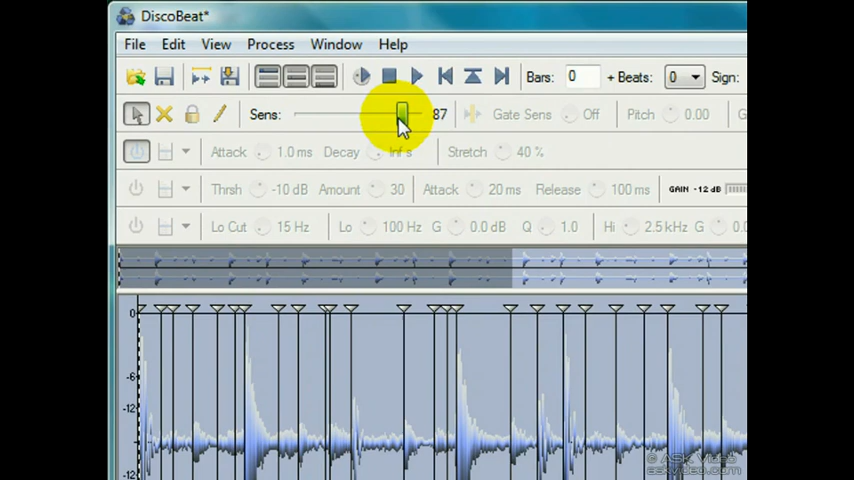 DiscoBeat*
File Edit View Process Window Help
Bars: 0 + Beats: 0 Sign:
Sens: 87 Gate Sens Off Pitch 0.00 G
Attack 1.0 ms Decay Inf s Stretch 40 %
Thrsh -10 dB Amount 30 Attack 20 ms Release 100 ms GAIN -12 dB
Lo Cut 15 Hz Lo 100 Hz G 0.0 dB Q 1.0 Hi 2.5 kHz G 0.0
0
-6
-12
-12
© ASK Video
askvideo.com